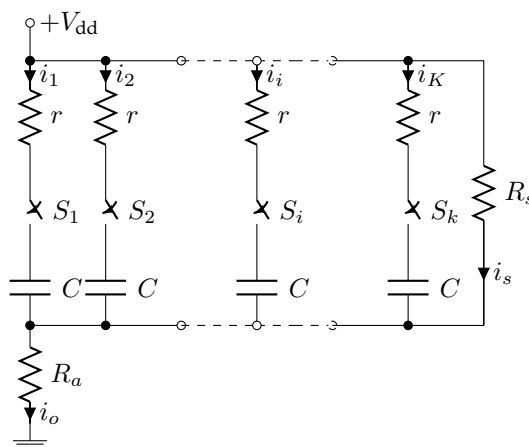 +V_dd
i_1 i_2 i_i i_K
r r r r
R_s
S_1 S_2 S_i S_k
i_s
C C C C
R_a
i_o